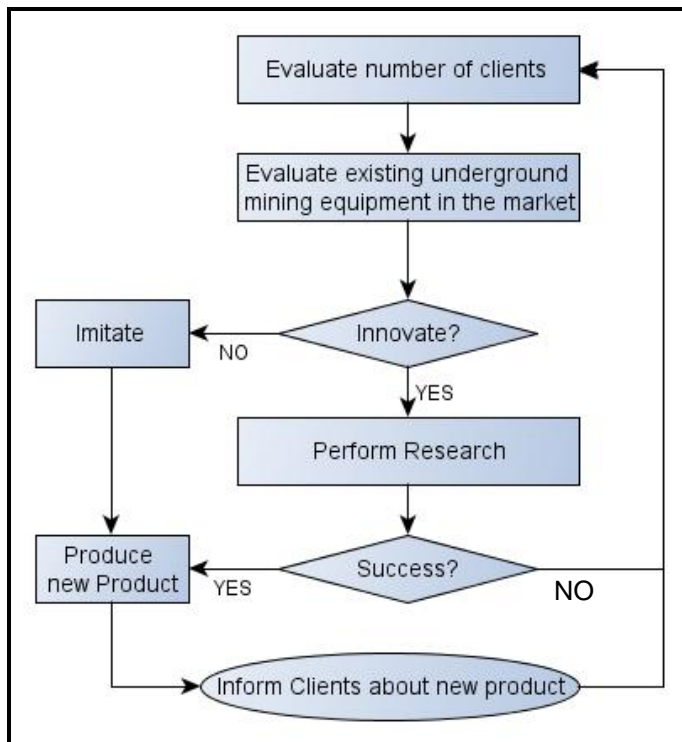 Evaluate number of clients
Evaluate existing underground
mining equipment in the market
Imitate
Innovate?
NO
YES
Perform Research
Produce
new Product
Success?
YES
NO
Inform Clients about new product